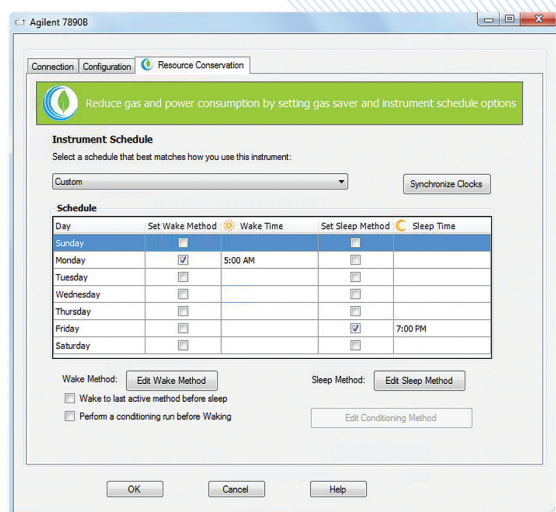 Agilent 7890B
Connection Configuration Resource Conservation
Reduce gas and power consumption by setting gas saver and instrument schedule options
Instrument Schedule
Select a schedule that best matches how you use this instrument:
Custom Synchronize Clocks
Schedule
Day Set Wake Method Wake Time Set Sleep Method Sleep Time
Sunday
Monday 5:00 AM
Tuesday
Wednesday
Thursday
Friday 7:00 PM
Saturday
Wake Method: Edit Wake Method Sleep Method: Edit Sleep Method
Wake to last active method before sleep
Perform a conditioning run before Waking Edit Conditioning Method
OK Cancel Help